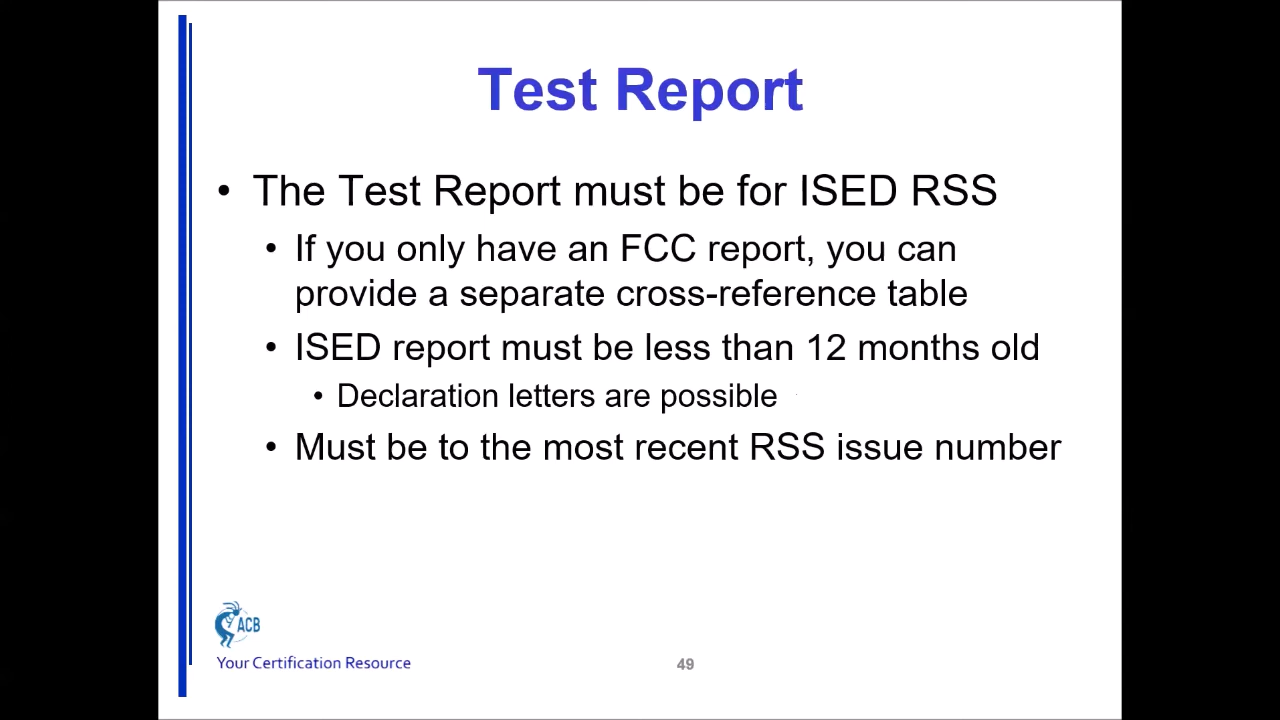 Test Report
• The Test Report must be for ISED RSS
• If you only have an FCC report, you can
provide a separate cross-reference table
• ISED report must be less than 12 months old
• Declaration letters are possible
• Must be to the most recent RSS issue number
ACB
Your Certification Resource
49